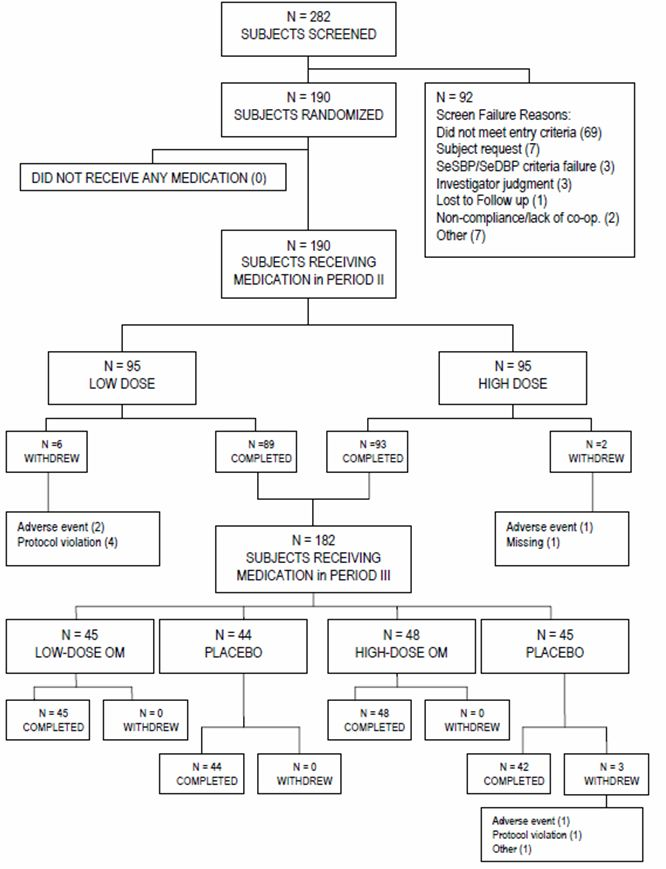 N = 282
SUBJECTS SCREENED
N = 190
SUBJECTS RANDOMIZED
N = 92
Screen Failure Reasons:
Did not meet entry criteria (69)
Subject request (7)
SeSBP/SeDBP criteria failure (3)
Investigator judgment (3)
Lost to Follow up (1)
Non-compliance/lack of co-op. (2)
Other (7)
DID NOT RECEIVE ANY MEDICATION (0)
N = 190
SUBJECTS RECEIVING
MEDICATION in PERIOD II
N = 95
LOW DOSE
N = 95
HIGH DOSE
N =6
WITHDREW
N =89
COMPLETED
N =93
COMPLETED
N =2
WITHDREW
Adverse event (2)
Protocol violation (4)
Adverse event (1)
Missing (1)
N = 182
SUBJECTS RECEIVING
MEDICATION in PERIOD III
N = 45
LOW-DOSE OM
N = 44
PLACEBO
N = 48
HIGH-DOSE OM
N = 45
PLACEBO
N = 45
COMPLETED
N = 0
WITHDREW
N = 48
COMPLETED
N = 0
WITHDREW
N = 44
COMPLETED
N = 0
WITHDREW
N = 42
COMPLETED
N = 3
WITHDREW
Adverse event (1)
Protocol violation (1)
Other (1)